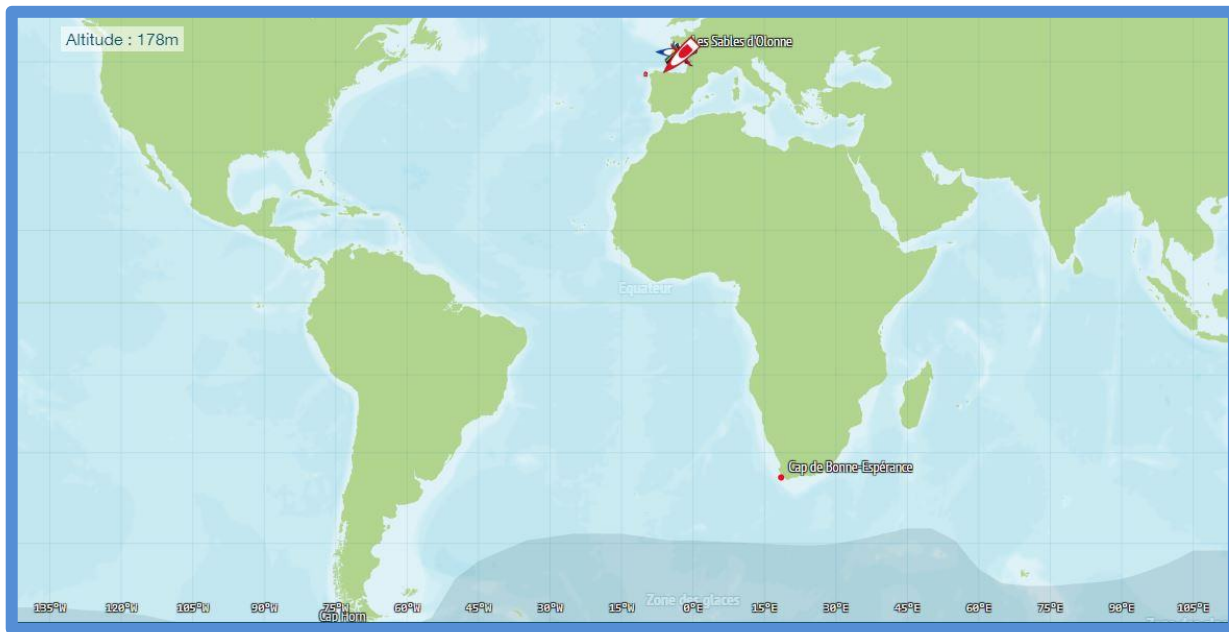 Altitude : 178m
Les Sables d'Olonne
Equateur
Cap de Bonne-Espérance
135°W 120°W 105°W 90°W 75°W 60°W 45°W 30°W 15°W 0°E 15°E 30°E 45°E 60°E 75°E 90°E 105°E
Zone des glaces
Cap Horn